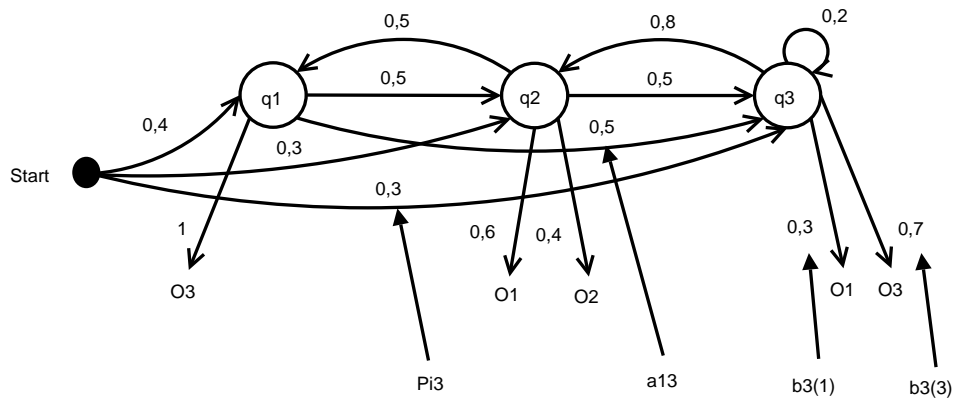 0,5
0,8
0,2
q1
0,5
q2
0,5
q3
0,4
0,3
0,5
Start
0,3
1
0,6
0,4
0,3
0,7
O3
O1
O2
O1
O3
Pi3
a13
b3(1)
b3(3)